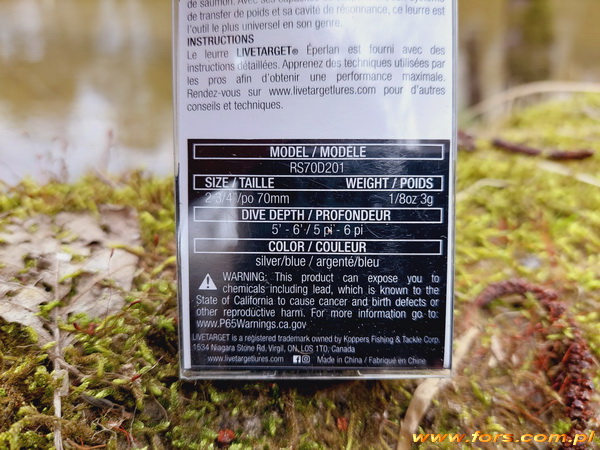 de saumon. Avec ses capa
de transfert de poids et sa cavité de résonnance, ce leurre est
l'outil le plus universel en son genre.
INSTRUCTIONS
Le leurre LIVETARGET® Éperlan est fourni avec des
instructions détaillées. Apprenez des techniques utilisées par
les pros afin d'obtenir une performance maximale.
Rendez-vous sur www.livetargetlures.com pour d'autres
conseils et techniques.
MODEL / MODÈLE
RS70D201
SIZE / TAILLE WEIGHT / POIDS
2 3/4"/po 70mm 1/8oz 3g
DIVE DEPTH / PROFONDEUR
5' - 6' / 5 pi - 6 pi
COLOR / COULEUR
silver/blue / argenté/bleu
WARNING: This product can expose you to
chemicals including lead, which is known to the
State of California to cause cancer and birth defects or
other reproductive harm. For more information go to:
www.P65Warnings.ca.gov
LIVETARGET is a registered trademark owned by Koppers Fishing & Tackle Corp.
1534 Niagara Stone Rd. Virgil, ON, L0S 1T0, Canada
www.livetargetlures.com Made in China / Fabriqué en Chine
www.fors.com.pl